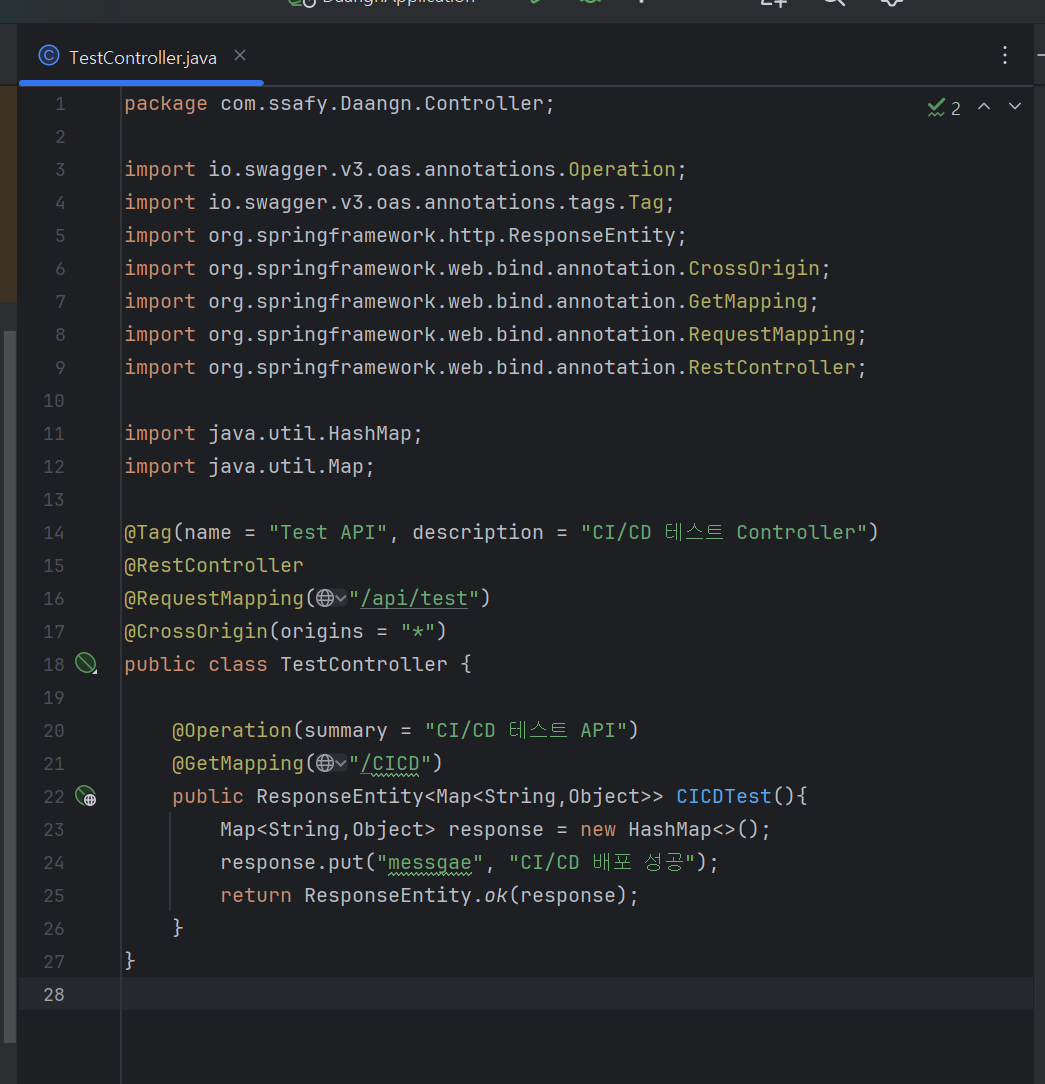 TestController.java
2
1 package com.ssafy.Daangn.Controller;
2
3 import io.swagger.v3.oas.annotations.Operation;
4 import io.swagger.v3.oas.annotations.tags.Tag;
5 import org.springframework.http.ResponseEntity;
6 import org.springframework.web.bind.annotation.CrossOrigin;
7 import org.springframework.web.bind.annotation.GetMapping;
8 import org.springframework.web.bind.annotation.RequestMapping;
9 import org.springframework.web.bind.annotation.RestController;
10
11 import java.util.HashMap;
12 import java.util.Map;
13
14 @Tag(name = "Test API", description = "CI/CD 테스트 Controller")
15 @RestController
16 @RequestMapping("/api/test")
17 @CrossOrigin(origins = "*")
18 public class TestController {
19
20     @Operation(summary = "CI/CD 테스트 API")
21     @GetMapping("/CICD")
22     public ResponseEntity<Map<String,Object>> CICDTest(){
23         Map<String,Object> response = new HashMap<>();
24         response.put("messgae", "CI/CD 배포 성공");
25         return ResponseEntity.ok(response);
26     }
27 }
28